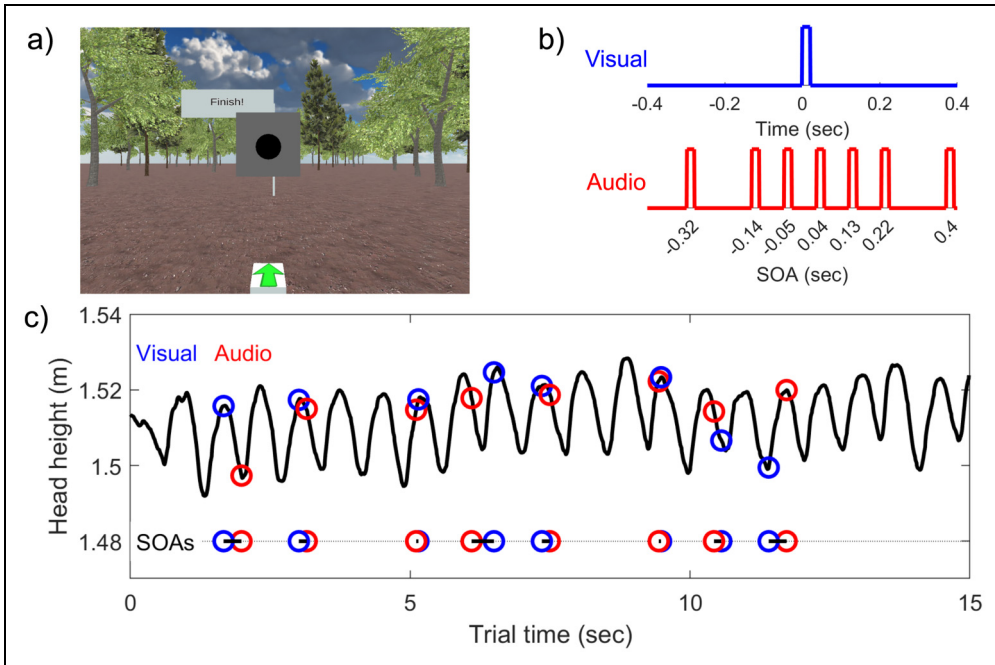 a)
Finish!
b)
Visual
-0.4 -0.2 0 0.2 0.4
Time (sec)
Audio
-0.32 -0.14 -0.05 0.04 0.13 0.22 0.4
SOA (sec)
c)
1.54
Visual Audio
1.52
1.5
SOAs 1.48
Head height (m)
0 5 10 15
Trial time (sec)